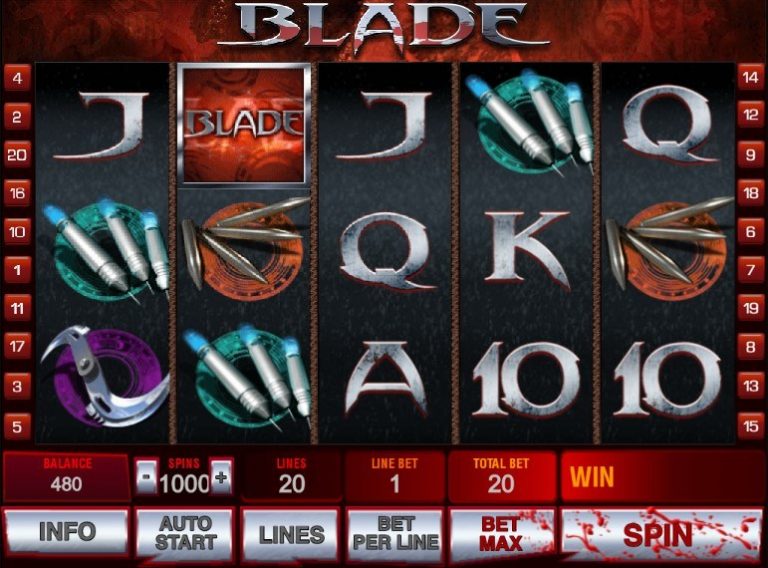 BLADE
4
14
J
BLADE
J
Q
2
12
20
9
16
18
10
Q
K
6
1
7
11
19
17
8
3
A
10
10
13
5
15
BALANCE
SPINS
LINES
LINE BET
TOTAL BET
WIN
480
- 1000 +
20
1
20
INFO
AUTO
START
LINES
BET
PER LINE
BET
MAX
SPIN